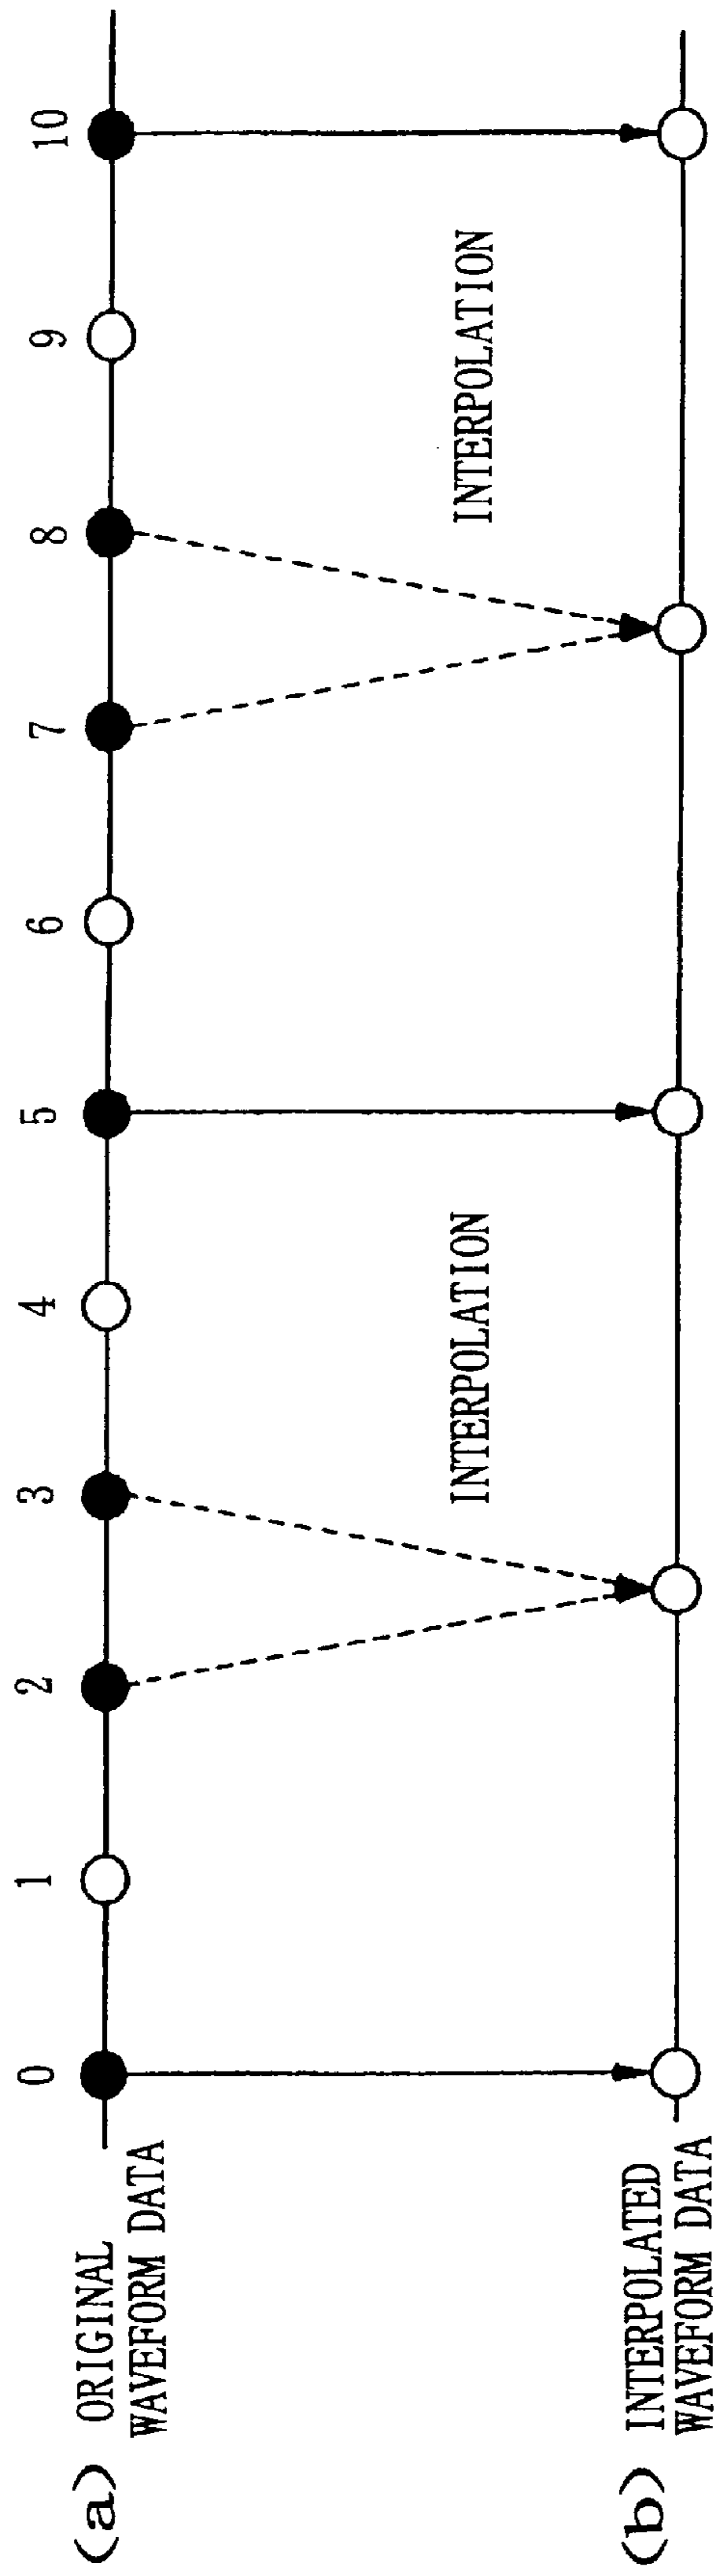 0 1 2 3 4 5 6 7 8 9 10
(a) ORIGINAL
WAVEFORM DATA
INTERPOLATION INTERPOLATION
(b) INTERPOLATED
WAVEFORM DATA